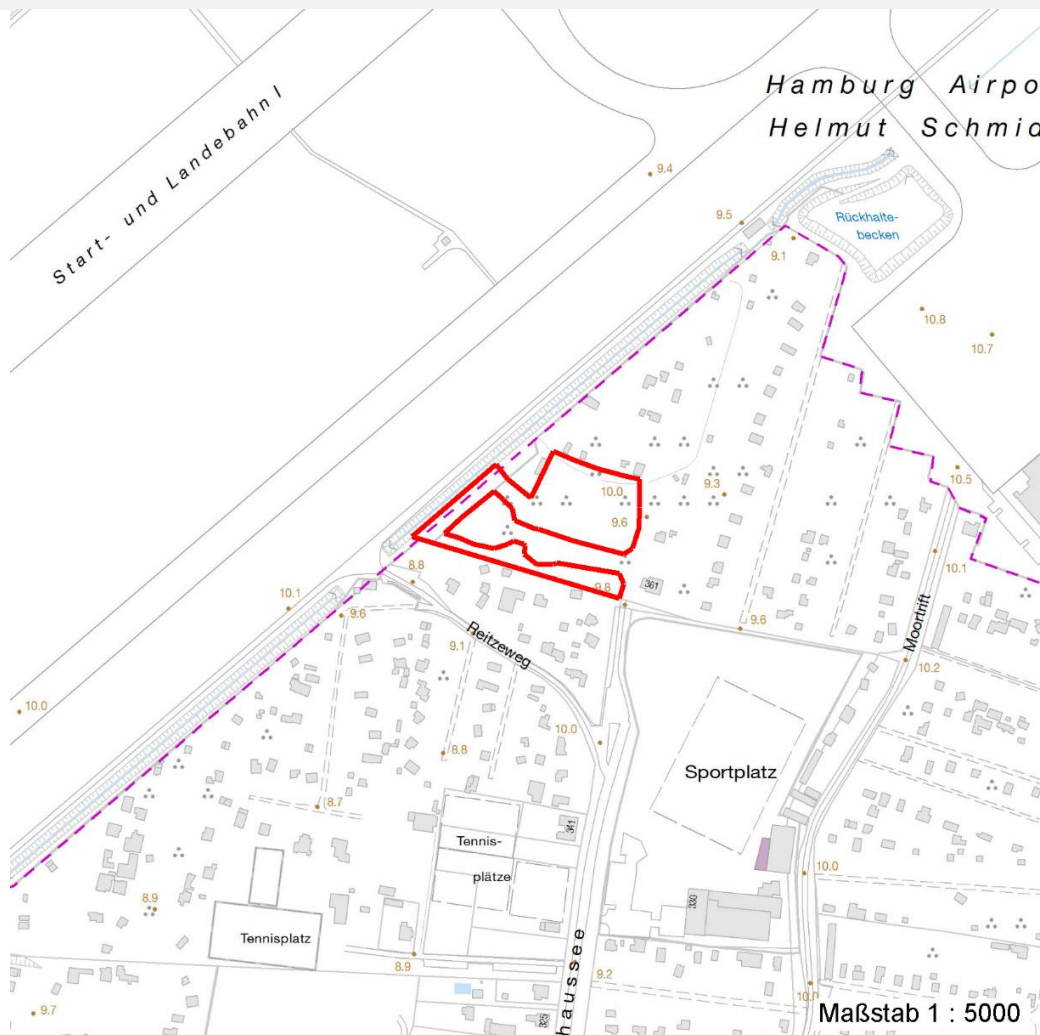 Hamburg Airpo
Helmut Schmid
Start- und Landebahn I
9.4
9.5
Rückhalte-
becken
9.1
10.8
10.7
10.0
9.3
9.6
10.5
8.8
9.8
361
10.1
10.1
9.6
9.6
Moortrift
9.1
Reitzeweg
10.2
10.0
10.0
8.8
Sportplatz
8.7
341
Tennis-
plätze
10.0
8.9
330
Tennisplatz
8.9
9.2
haussee
10.0
9.7
325
Maßstab 1 : 5000